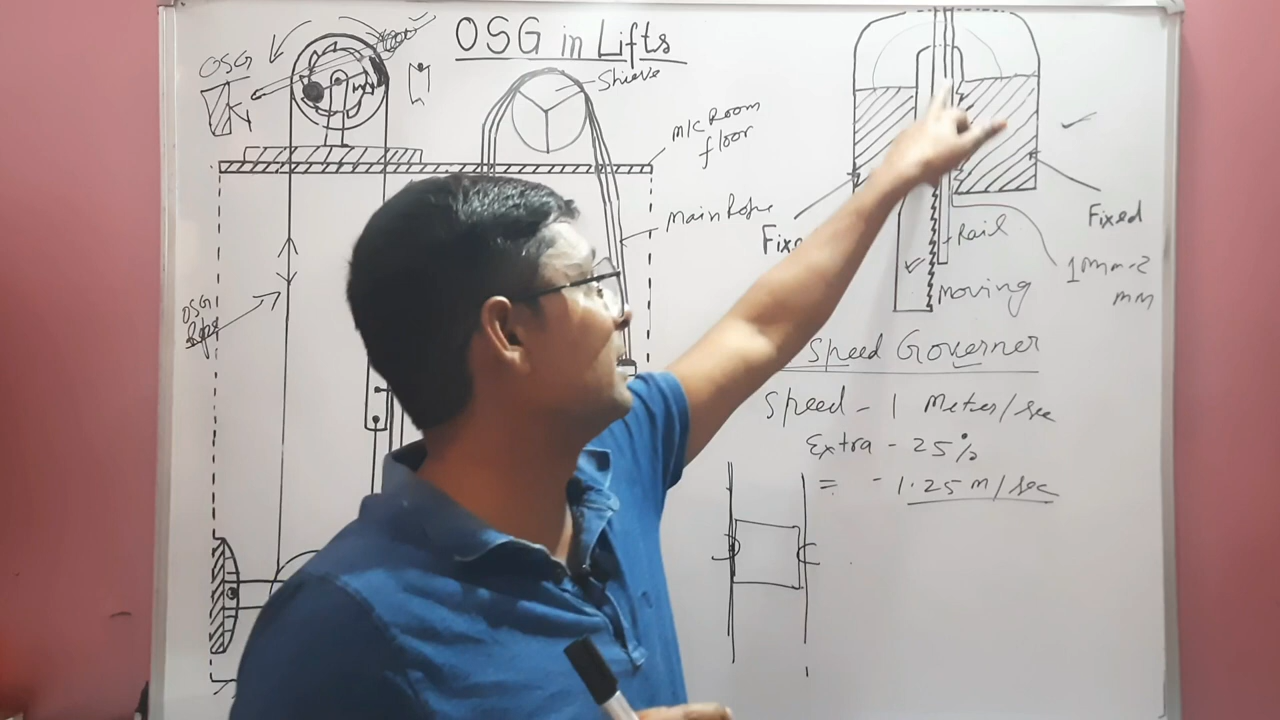 OSG in Lifts
OSG
Shieve
M/C Room
floor
Main Rope
OSG
Rope
Fixed
Rail
1mm-2
mm
Moving
Speed Governer
Speed - 1 Metres/sec
Extra - 25%
= - 1.25 m/sec